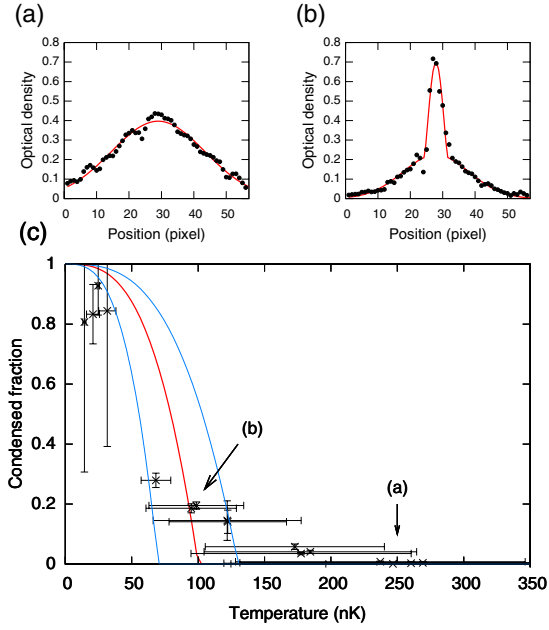 (a)
(b)
0.8
0.7
0.6
0.5
0.4
0.3
0.2
0.1
0
Optical density
0 10 20 30 40 50
Position (pixel)
0.8
0.7
0.6
0.5
0.4
0.3
0.2
0.1
0
Optical density
0 10 20 30 40 50
Position (pixel)
(c)
1
0.8
0.6
0.4
0.2
0
Condensed fraction
(b)
(a)
0 50 100 150 200 250 300 350
Temperature (nK)